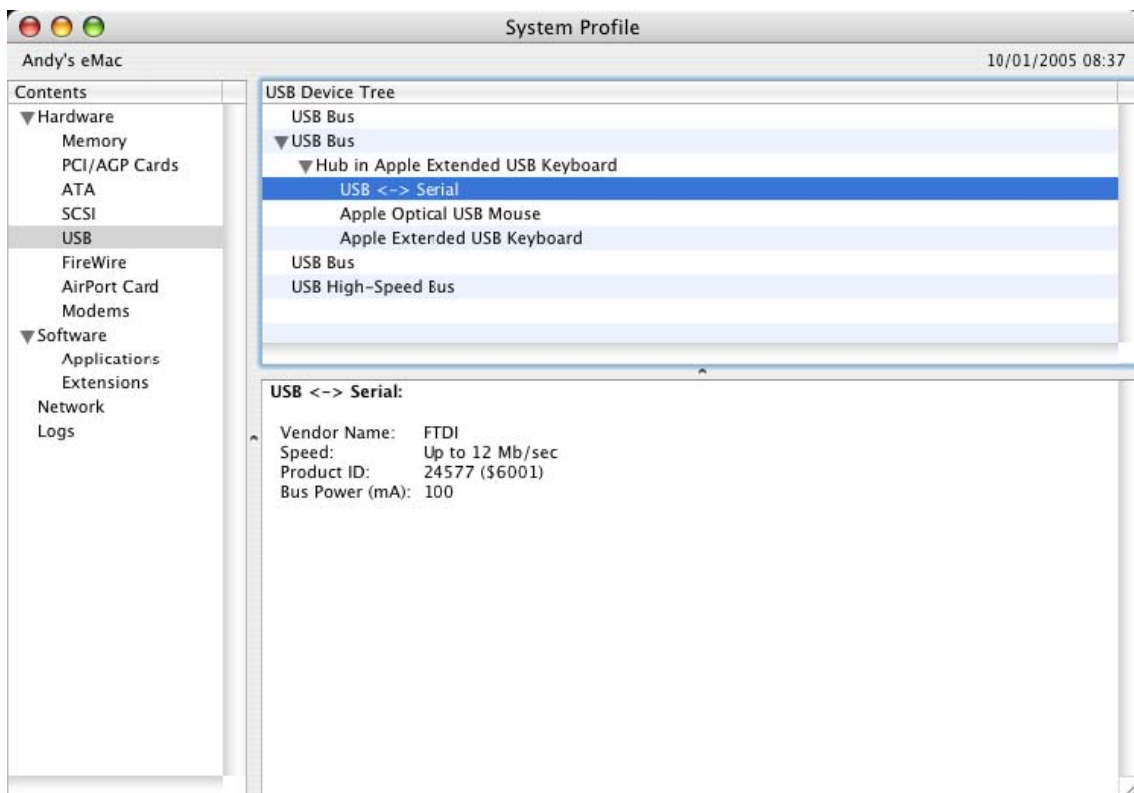 System Profile
Andy's eMac
10/01/2005 08:37
Contents
Hardware
Memory
PCI/AGP Cards
ATA
SCSI
USB
FireWire
AirPort Card
Modems
Software
Applications
Extensions
Network
Logs
USB Device Tree
USB Bus
USB Bus
Hub in Apple Extended USB Keyboard
USB <-> Serial
Apple Optical USB Mouse
Apple Extended USB Keyboard
USB Bus
USB High-Speed Bus
USB <-> Serial:
Vendor Name: FTDI
Speed: Up to 12 Mb/sec
Product ID: 24577 ($6001)
Bus Power (mA): 100